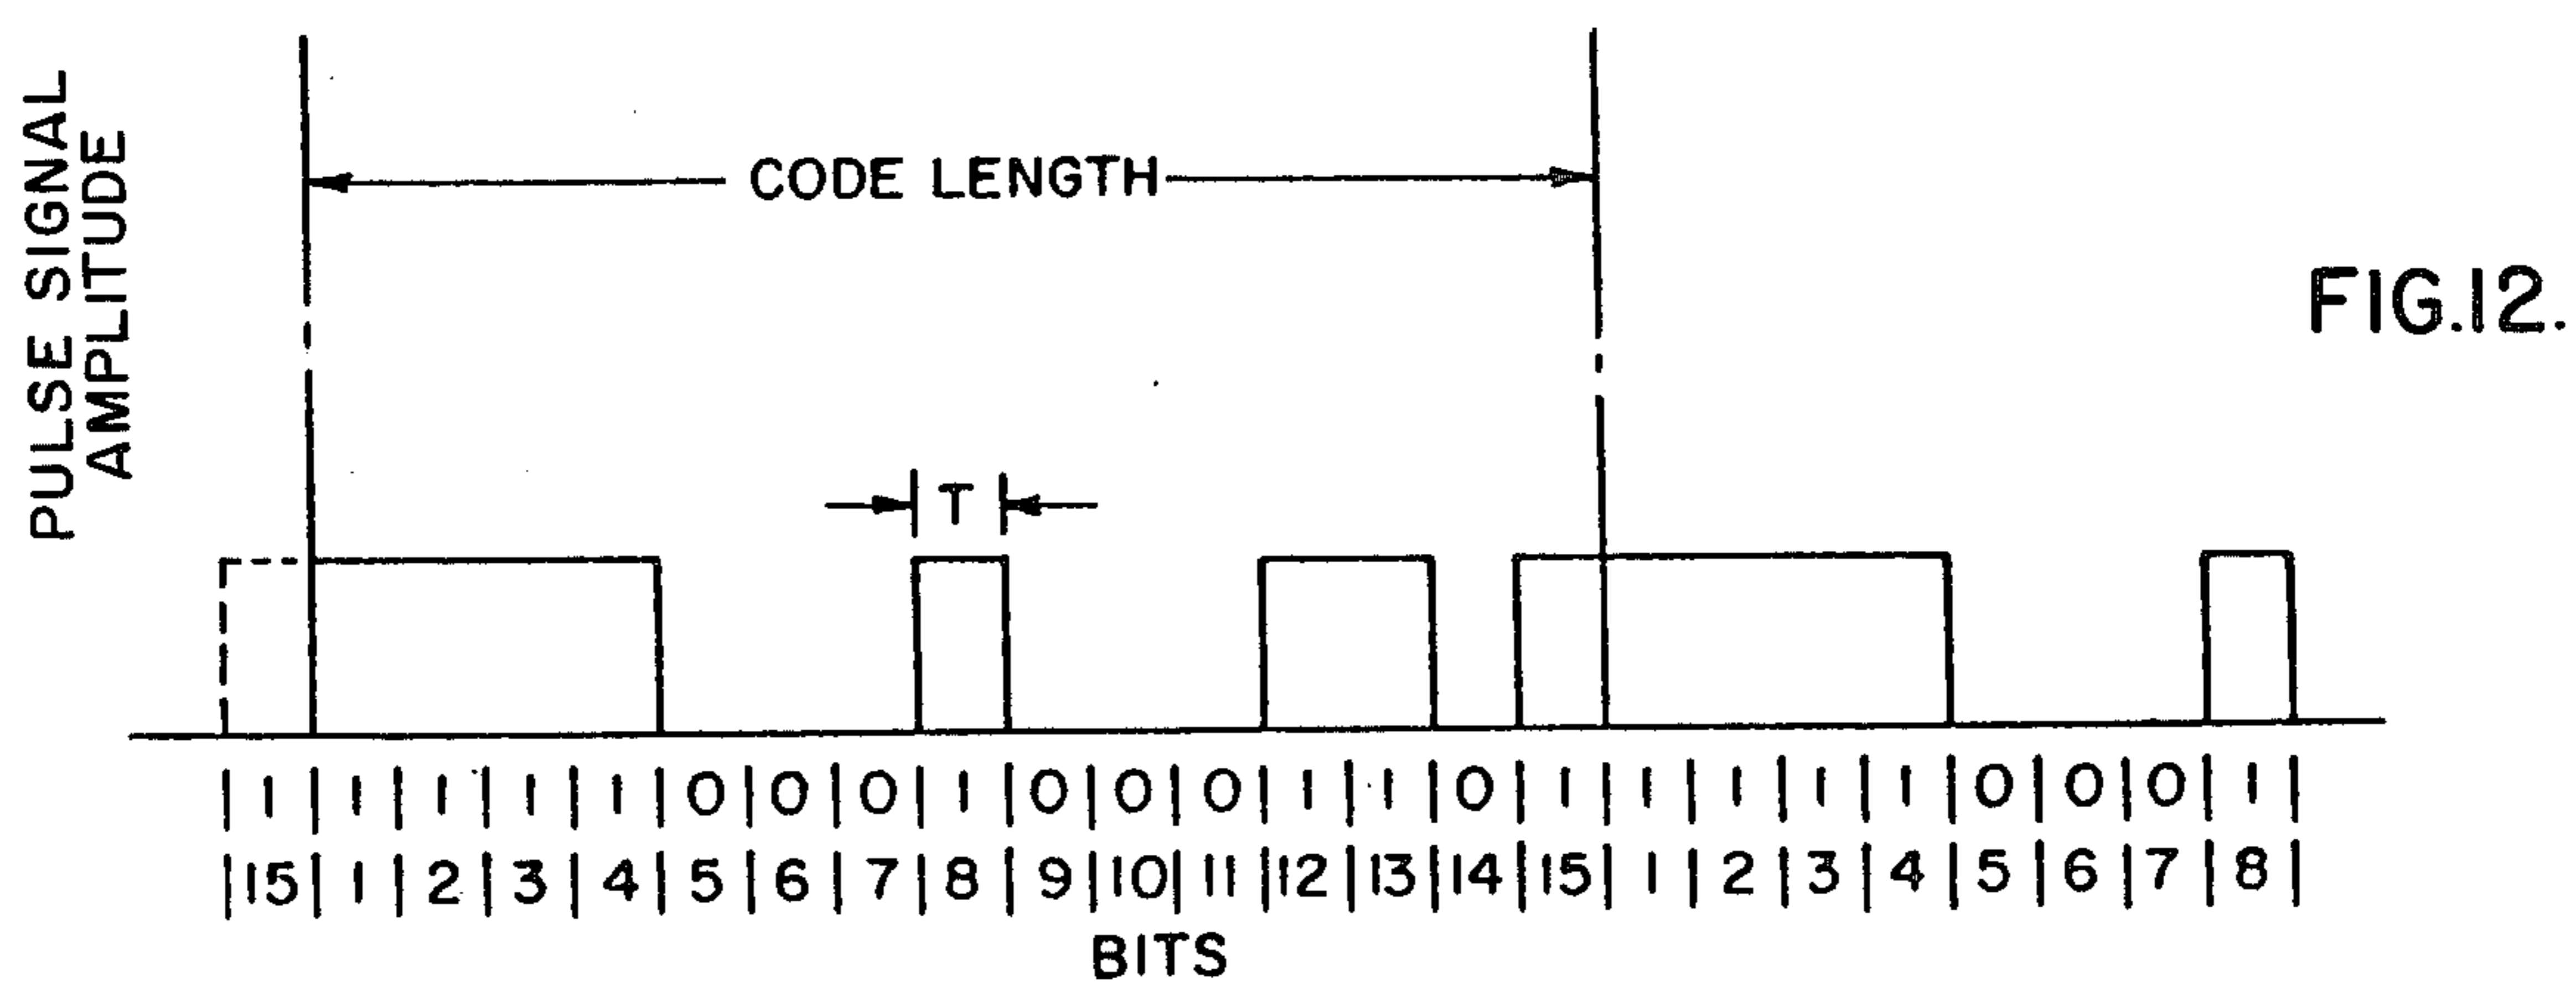 PULSE SIGNAL
AMPLITUDE
CODE LENGTH
FIG.12.
T
| 1 | 1 | 1 | 1 | 1 | 0 | 0 | 0 | 1 | 0 | 0 | 0 | 1 | 1 | 0 | 1 | 1 | 1 | 1 | 1 | 0 | 0 | 0 | 1 |
| 15 | 1 | 2 | 3 | 4 | 5 | 6 | 7 | 8 | 9 | 10 | 11 | 12 | 13 | 14 | 15 | 1 | 2 | 3 | 4 | 5 | 6 | 7 | 8 |
BITS